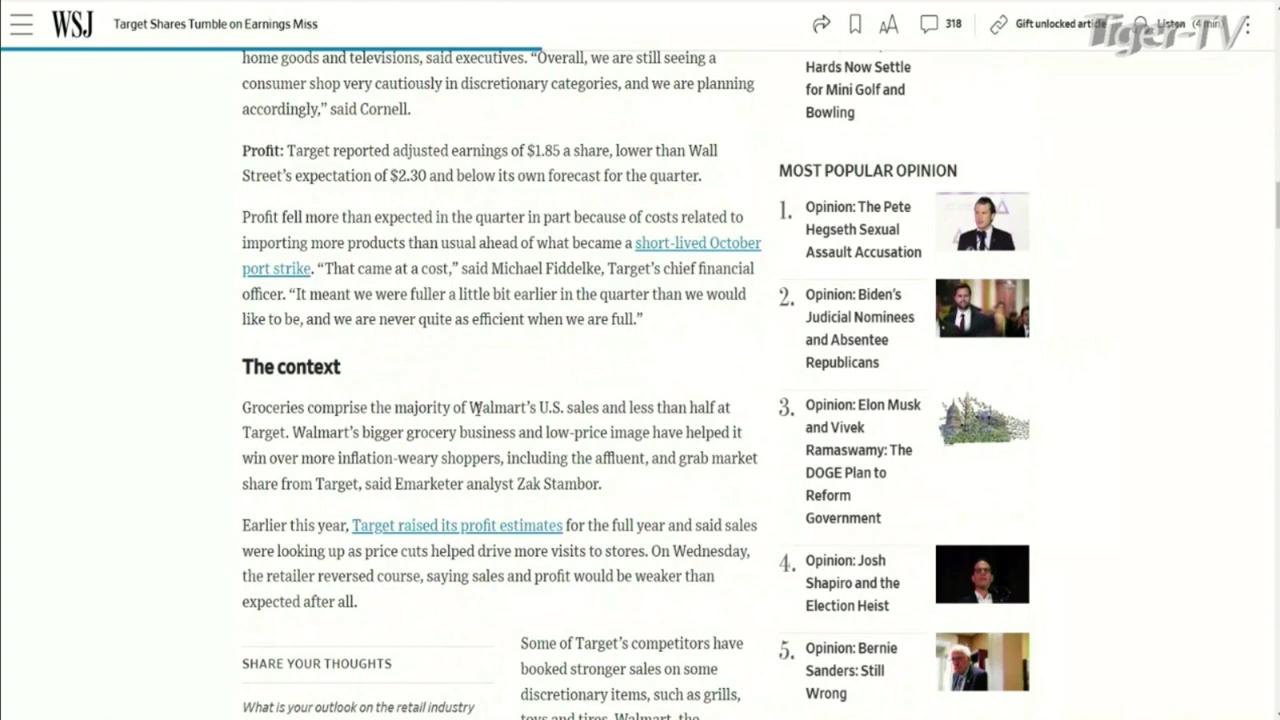 WSJ
Target Shares Tumble on Earnings Miss
318
Gift unlocked article
Listen (4 min)
Tiger-TV
home goods and televisions, said executives. “Overall, we are still seeing a
consumer shop very cautiously in discretionary categories, and we are planning
accordingly,” said Cornell.
Profit: Target reported adjusted earnings of $1.85 a share, lower than Wall
Street’s expectation of $2.30 and below its own forecast for the quarter.
Profit fell more than expected in the quarter in part because of costs related to
importing more products than usual ahead of what became a short-lived October
port strike. “That came at a cost,” said Michael Fiddelke, Target’s chief financial
officer. “It meant we were fuller a little bit earlier in the quarter than we would
like to be, and we are never quite as efficient when we are full.”
The context
Groceries comprise the majority of Walmart’s U.S. sales and less than half at
Target. Walmart’s bigger grocery business and low-price image have helped it
win over more inflation-weary shoppers, including the affluent, and grab market
share from Target, said Emarketer analyst Zak Stambor.
Earlier this year, Target raised its profit estimates for the full year and said sales
were looking up as price cuts helped drive more visits to stores. On Wednesday,
the retailer reversed course, saying sales and profit would be weaker than
expected after all.
SHARE YOUR THOUGHTS
What is your outlook on the retail industry
Some of Target’s competitors have
booked stronger sales on some
discretionary items, such as grills,
toys and tires. Walmart, the
Hards Now Settle
for Mini Golf and
Bowling
MOST POPULAR OPINION
1.
Opinion: The Pete
Hegseth Sexual
Assault Accusation
2.
Opinion: Biden’s
Judicial Nominees
and Absentee
Republicans
3.
Opinion: Elon Musk
and Vivek
Ramaswamy: The
DOGE Plan to
Reform
Government
4.
Opinion: Josh
Shapiro and the
Election Heist
5.
Opinion: Bernie
Sanders: Still
Wrong